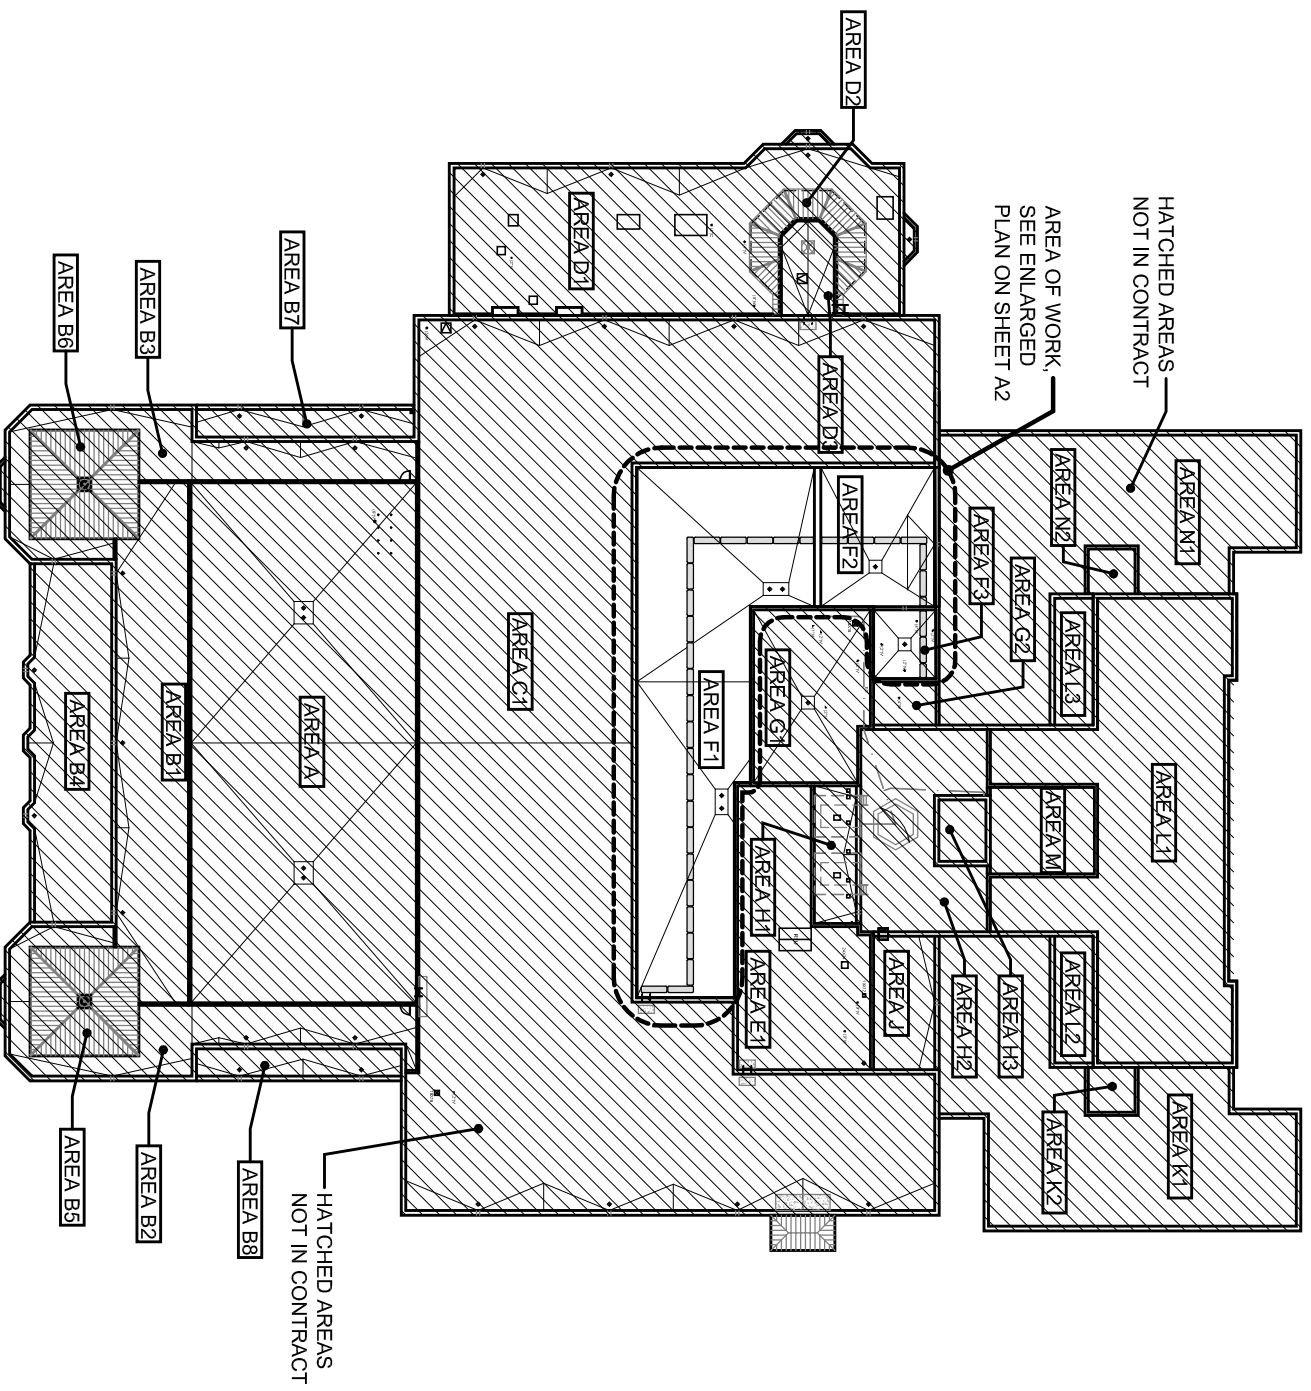 HATCHED AREAS
NOT IN CONTRACT
AREA N1
AREA L1
AREA K1
AREA OF WORK,
SEE ENLARGED
PLAN ON SHEET A2
AREA N2
AREA L3
AREA M
AREA L2
AREA K2
AREA G2
AREA H3
AREA F3
AREA H2
AREA J
AREA D2
AREA F2
AREA D3
AREA G1
AREA H1
AREA E1
AREA F1
AREA D1
AREA C1
HATCHED AREAS
NOT IN CONTRACT
AREA A
AREA B7
AREA B8
AREA B1
AREA B3
AREA B2
AREA B6
AREA B4
AREA B5